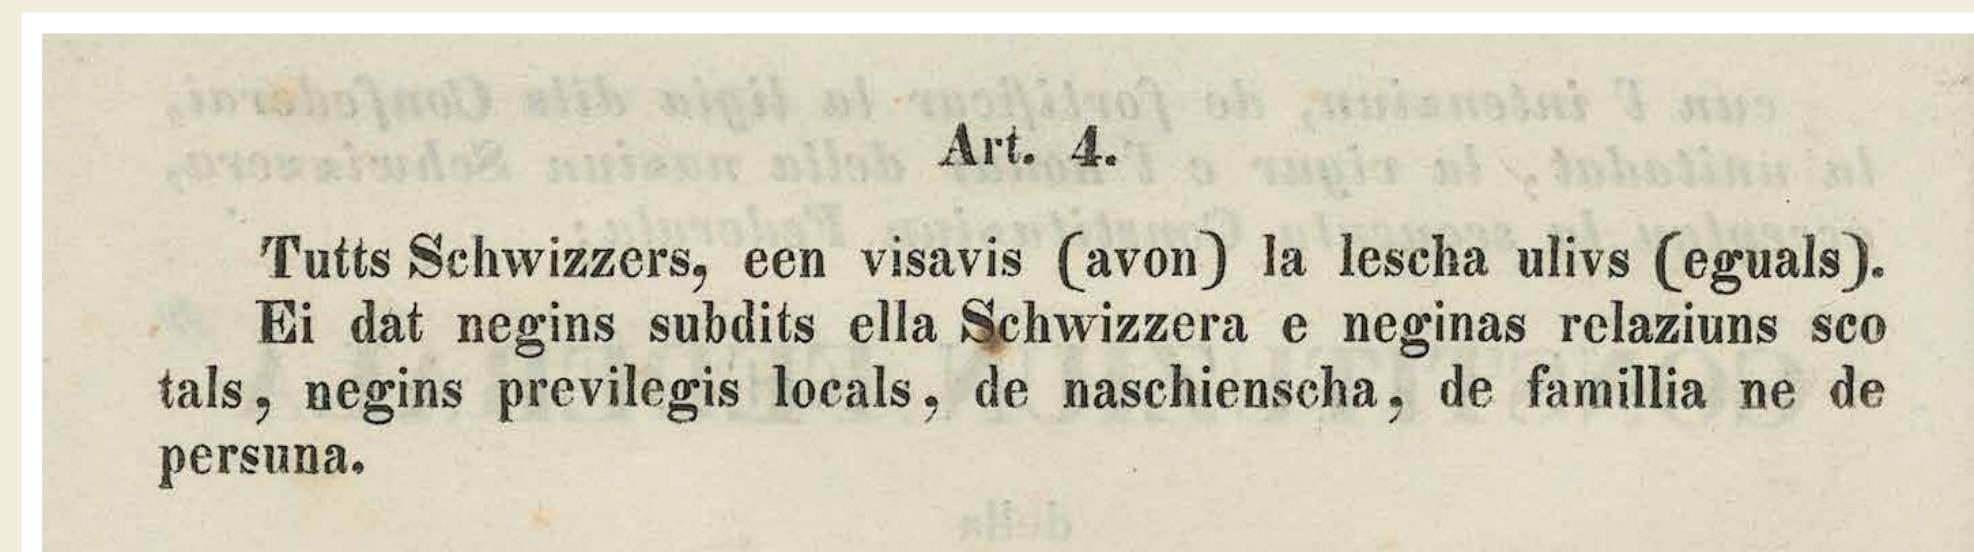 Art. 4.
Tutts Schwizzers, een visavis (avon) la lescha ulivs (eguals).
Ei dat negins subdits ella Schwizzera e neginas relaziuns sco
tals, negins previlegis locals, de naschienscha, de famillia ne de
persuna.